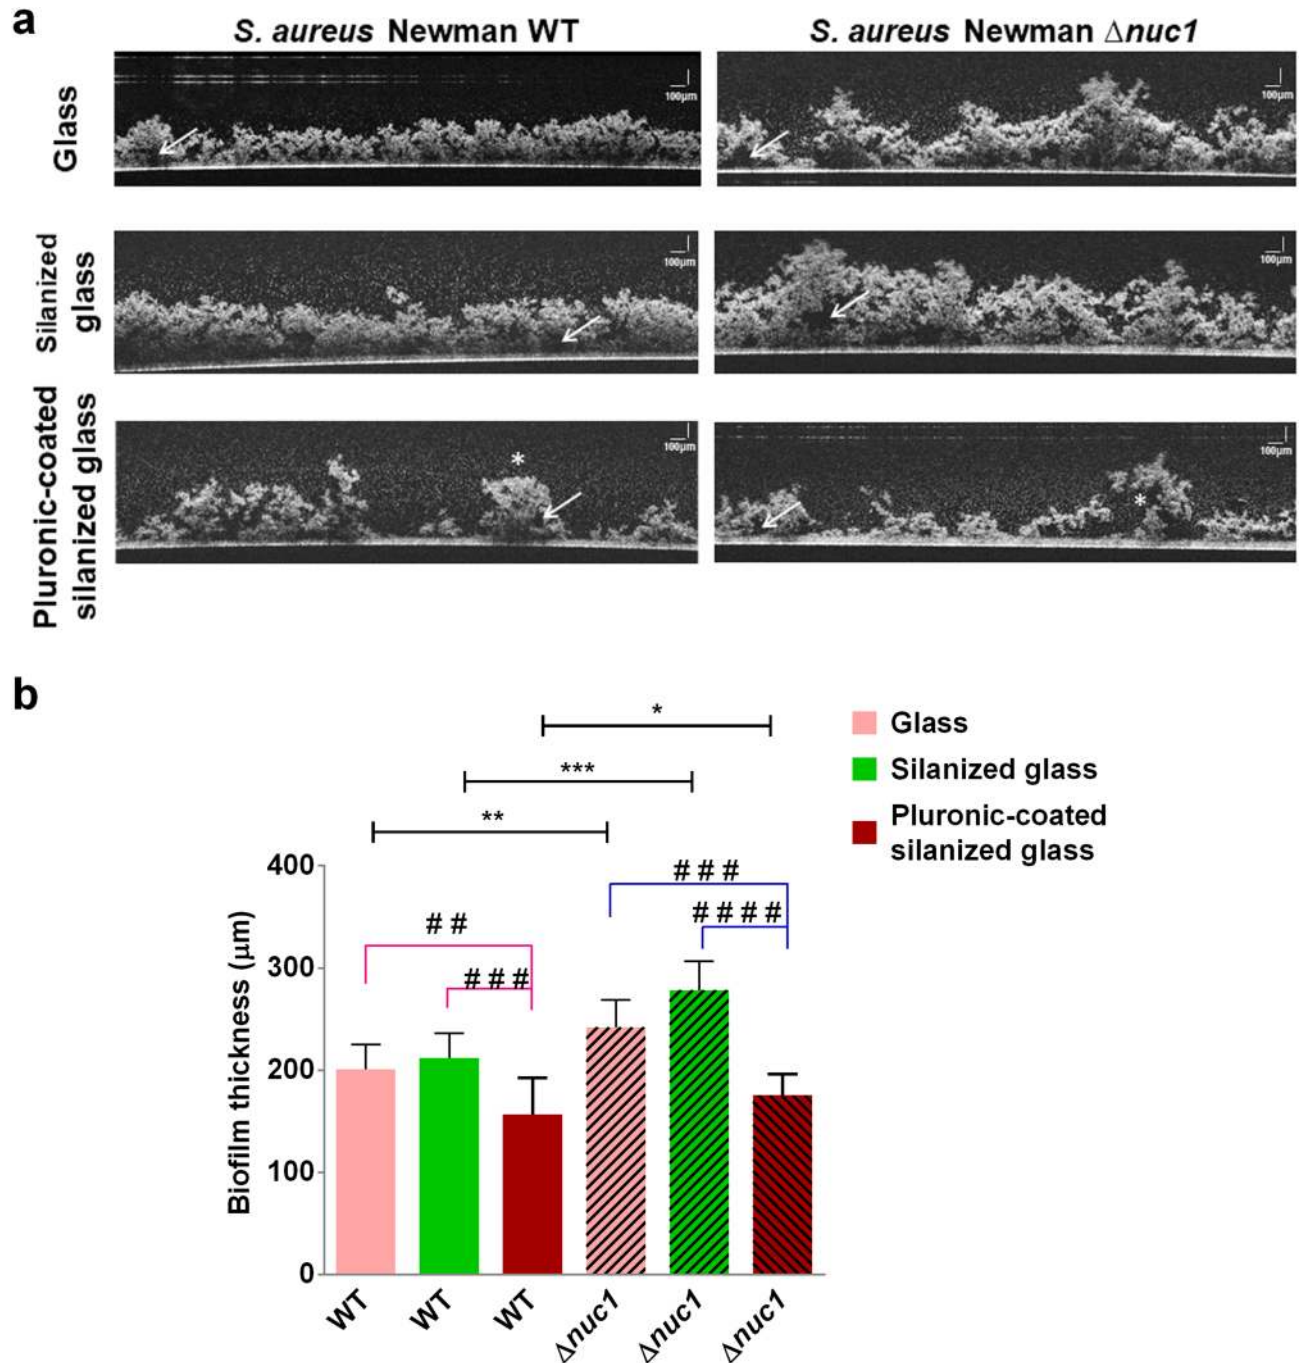 a
S. aureus Newman WT
S. aureus Newman Δnuc1
Glass
100µm
100µm
Silanized
glass
100µm
100µm
Pluronic-coated
silanized glass
100µm
*
100µm
*
b
*
***
**
Glass
Silanized glass
Pluronic-coated
silanized glass
Biofilm thickness (µm)
400
300
200
100
0
# #
# # #
# # #
# # # #
WT
WT
WT
Δnuc1
Δnuc1
Δnuc1